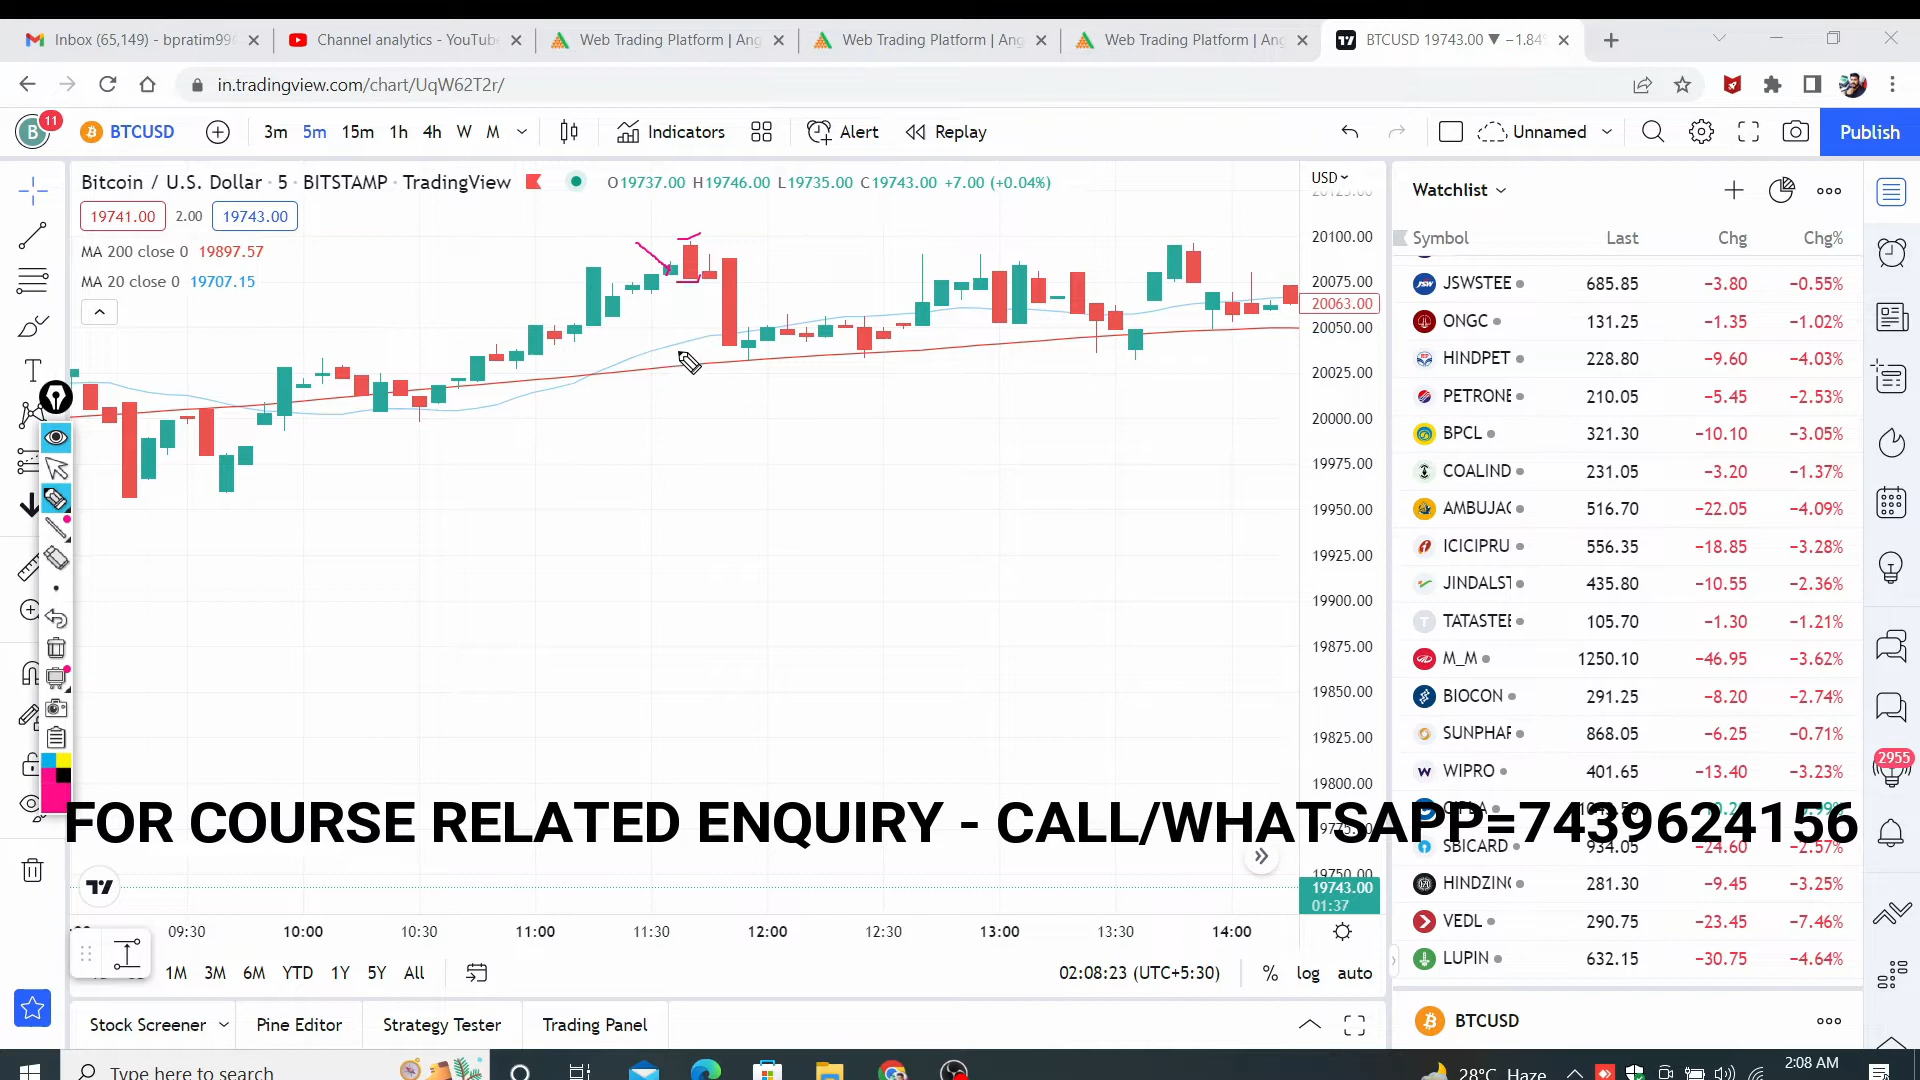 Inbox (65,149) - bpratim99
Channel analytics - YouTube
Web Trading Platform | Ang
Web Trading Platform | Ang
Web Trading Platform | Ang
BTCUSD 19743.00 ▼ −1.84%
in.tradingview.com/chart/UqW62T2r/
B 11
BTCUSD
3m 5m 15m 1h 4h W M
Indicators
Alert
Replay
Unnamed
Publish
Bitcoin / U.S. Dollar · 5 · BITSTAMP · TradingView
O19737.00 H19746.00 L19735.00 C19743.00 +7.00 (+0.04%)
19741.00 2.00 19743.00
MA 200 close 0 19897.57
MA 20 close 0 19707.15
USD
20125.00
20100.00
20075.00
20063.00
20050.00
20025.00
20000.00
19975.00
19950.00
19925.00
19900.00
19875.00
19850.00
19825.00
19800.00
19775.00
19750.00
19743.00
01:37
09:30 10:00 10:30 11:00 11:30 12:00 12:30 13:00 13:30 14:00
1M 3M 6M YTD 1Y 5Y All
02:08:23 (UTC+5:30) % log auto
Stock Screener Pine Editor Strategy Tester Trading Panel
Watchlist
Symbol Last Chg Chg%
JSWSTEE 685.85 −3.80 −0.55%
ONGC 131.25 −1.35 −1.02%
HINDPET 228.80 −9.60 −4.03%
PETRONE 210.05 −5.45 −2.53%
BPCL 321.30 −10.10 −3.05%
COALIND 231.05 −3.20 −1.37%
AMBUJAC 516.70 −22.05 −4.09%
ICICIPRU 556.35 −18.85 −3.28%
JINDALST 435.80 −10.55 −2.36%
TATASTEE 105.70 −1.30 −1.21%
M_M 1250.10 −46.95 −3.62%
BIOCON 291.25 −8.20 −2.74%
SUNPHAR 868.05 −6.25 −0.71%
WIPRO 401.65 −13.40 −3.23%
CIPLA
SBICARD 934.05 −24.60 −2.57%
HINDZINC 281.30 −9.45 −3.25%
VEDL 290.75 −23.45 −7.46%
LUPIN 632.15 −30.75 −4.64%
BTCUSD
2955
FOR COURSE RELATED ENQUIRY - CALL/WHATSAPP=7439624156
Type here to search
28°C Haze
2:08 AM